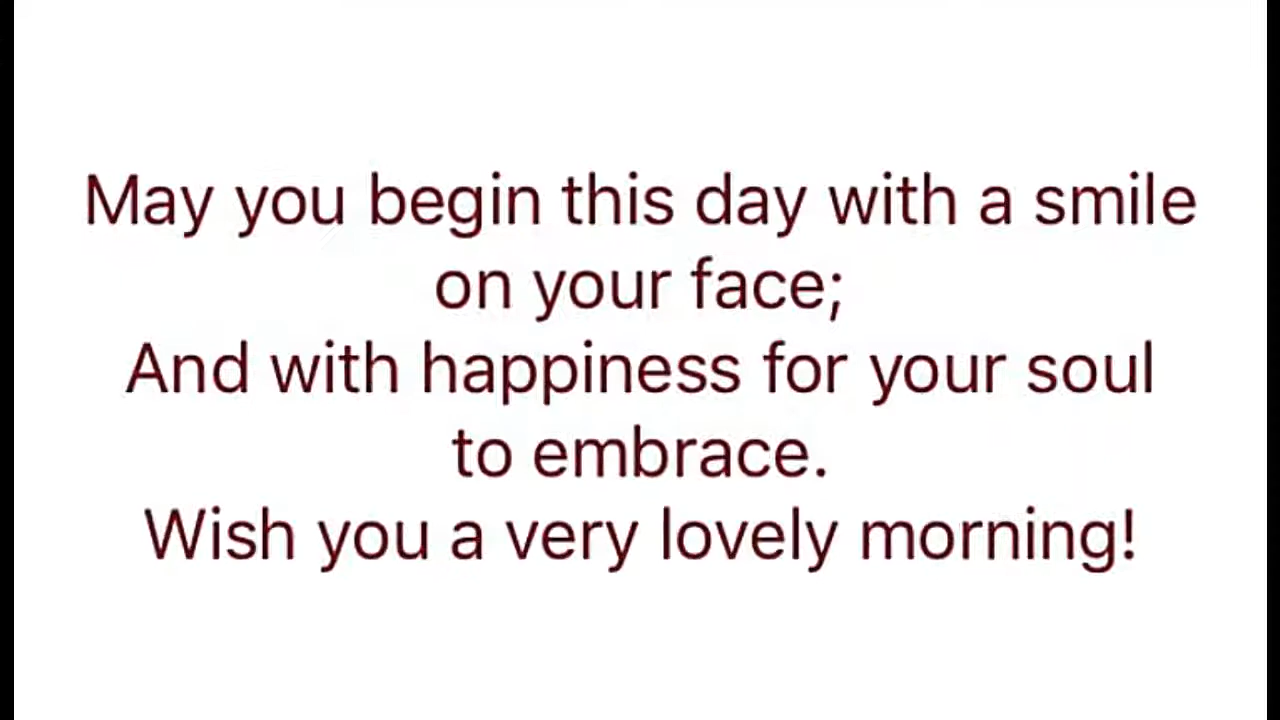 May you begin this day with a smile
on your face;
And with happiness for your soul
to embrace.
Wish you a very lovely morning!